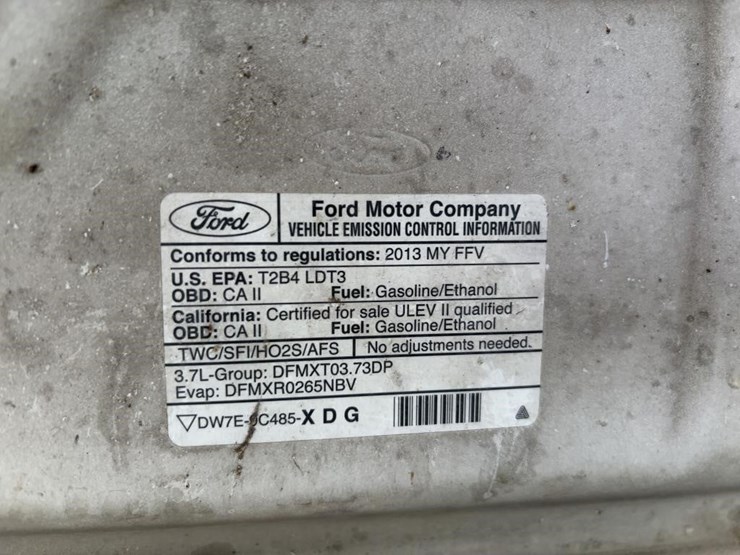 Ford
Ford Motor Company
VEHICLE EMISSION CONTROL INFORMATION
Conforms to regulations: 2013 MY FFV
U.S. EPA: T2B4 LDT3
OBD: CA II Fuel: Gasoline/Ethanol
California: Certified for sale ULEV II qualified
OBD: CA II Fuel: Gasoline/Ethanol
TWC/SFI/HO2S/AFS No adjustments needed.
3.7L-Group: DFMXT03.73DP
Evap: DFMXR0265NBV
▽DW7E-9C485-X D G